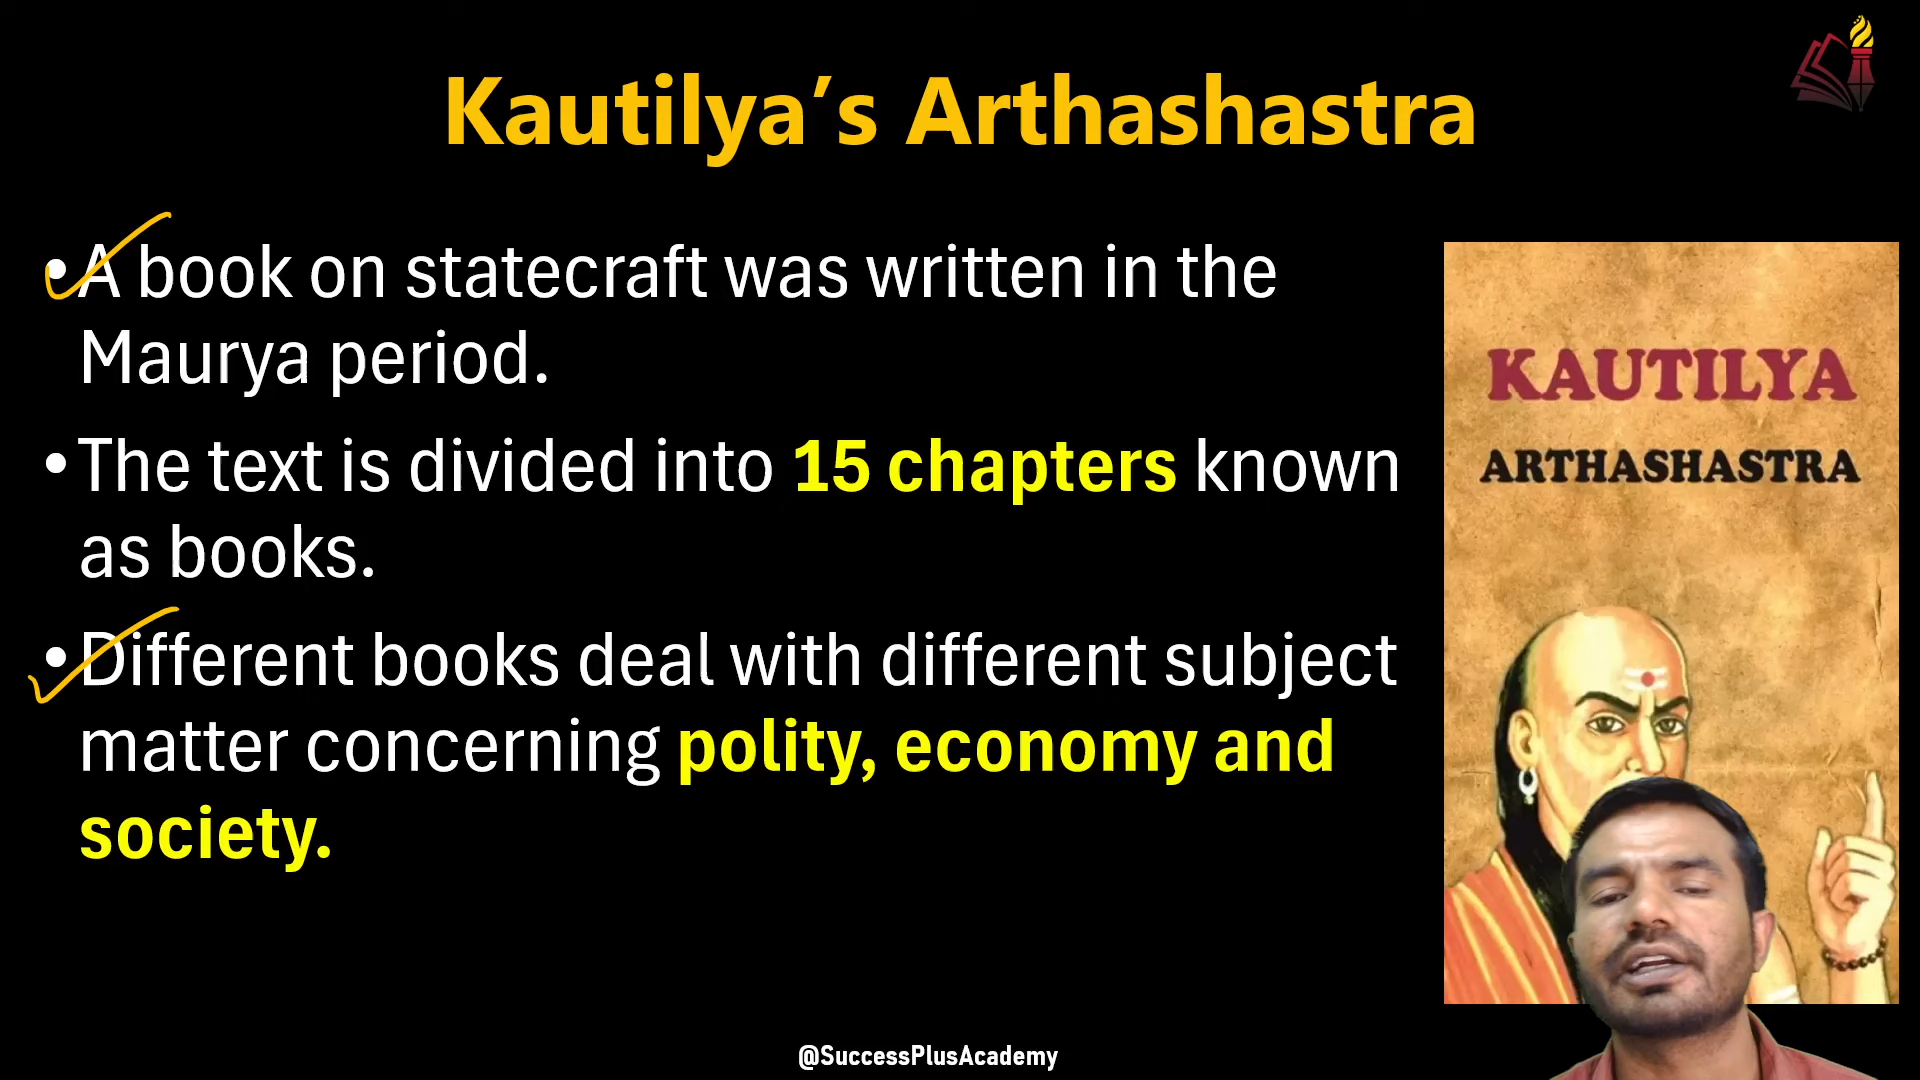 Kautilya’s Arthashastra
•A book on statecraft was written in the
Maurya period.
•The text is divided into 15 chapters known
as books.
•Different books deal with different subject
matter concerning polity, economy and
society.
KAUTILYA
ARTHASHASTRA
@SuccessPlusAcademy